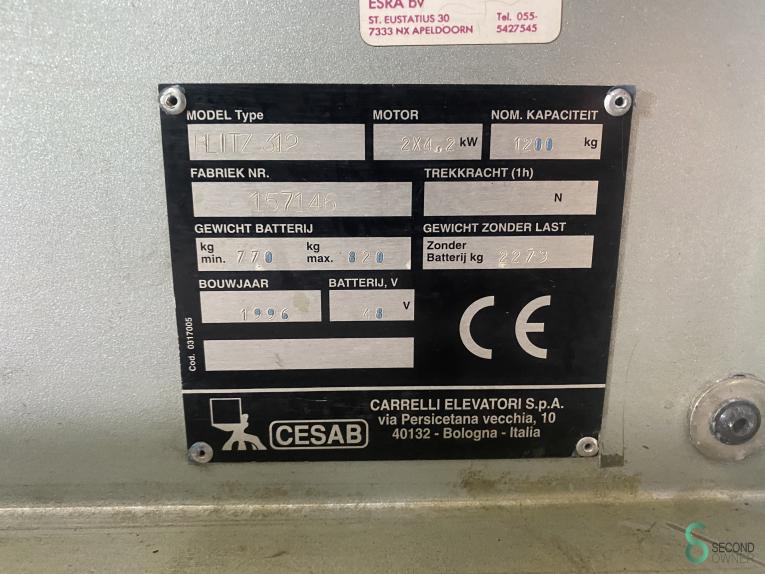 ESRA BV
ST. EUSTATIUS 30
7333 NX APELDOORN
Tel. 055-
5427545
MODEL Type MOTOR NOM. KAPACITEIT
BLITZ 312 2X4,2 kW 1200 kg
FABRIEK NR. TREKKRACHT (1h)
157146 N
GEWICHT BATTERIJ GEWICHT ZONDER LAST
kg min. 770 kg max. 820 Zonder Batterij kg 2273
BOUWJAAR BATTERIJ, V
1996 48 V
Cod. 0317005
CE
CESAB
CARRELLI ELEVATORI S.p.A.
via Persicetana vecchia, 10
40132 - Bologna - Italia
SECOND
OWNER